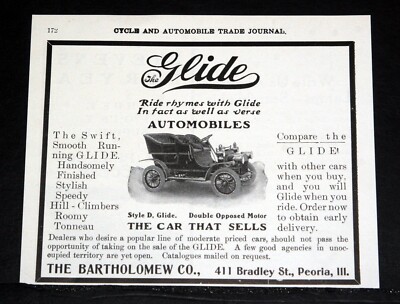 172
CYCLE AND AUTOMOBILE TRADE JOURNAL.
The Glide
Ride rhymes with Glide
In fact as well as verse
AUTOMOBILES
The Swift,
Smooth Run-
ning GLIDE.
Handsomely
Finished
Stylish
Speedy
Hill-Climbers
Roomy
Tonneau
Compare the
GLIDE!
with other cars
when you buy,
and you will
Glide when you
ride. Order now
to obtain early
delivery.
Style D, Glide. Double Opposed Motor
THE CAR THAT SELLS
Dealers who desire a popular line of moderate priced cars, should not pass the
opportunity of taking on the sale of the GLIDE. A few good agencies in unoc-
cupied territory are yet open. Catalogues mailed on request.
THE BARTHOLOMEW CO., 411 Bradley St., Peoria, Ill.